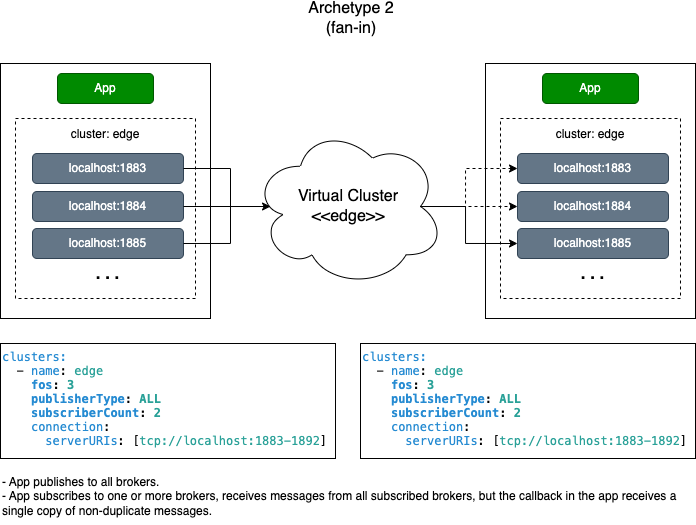 Archetype 2
(fan-in)
App
cluster: edge
localhost:1883
localhost:1884
localhost:1885
. . .
Virtual Cluster
<<edge>>
App
cluster: edge
localhost:1883
localhost:1884
localhost:1885
. . .
clusters:
  - name: edge
    fos: 3
    publisherType: ALL
    subscriberCount: 2
    connection:
      serverURIs: [tcp://localhost:1883-1892]
clusters:
  - name: edge
    fos: 3
    publisherType: ALL
    subscriberCount: 2
    connection:
      serverURIs: [tcp://localhost:1883-1892]
- App publishes to all brokers.
- App subscribes to one or more brokers, receives messages from all subscribed brokers, but the callback in the app receives a
single copy of non-duplicate messages.